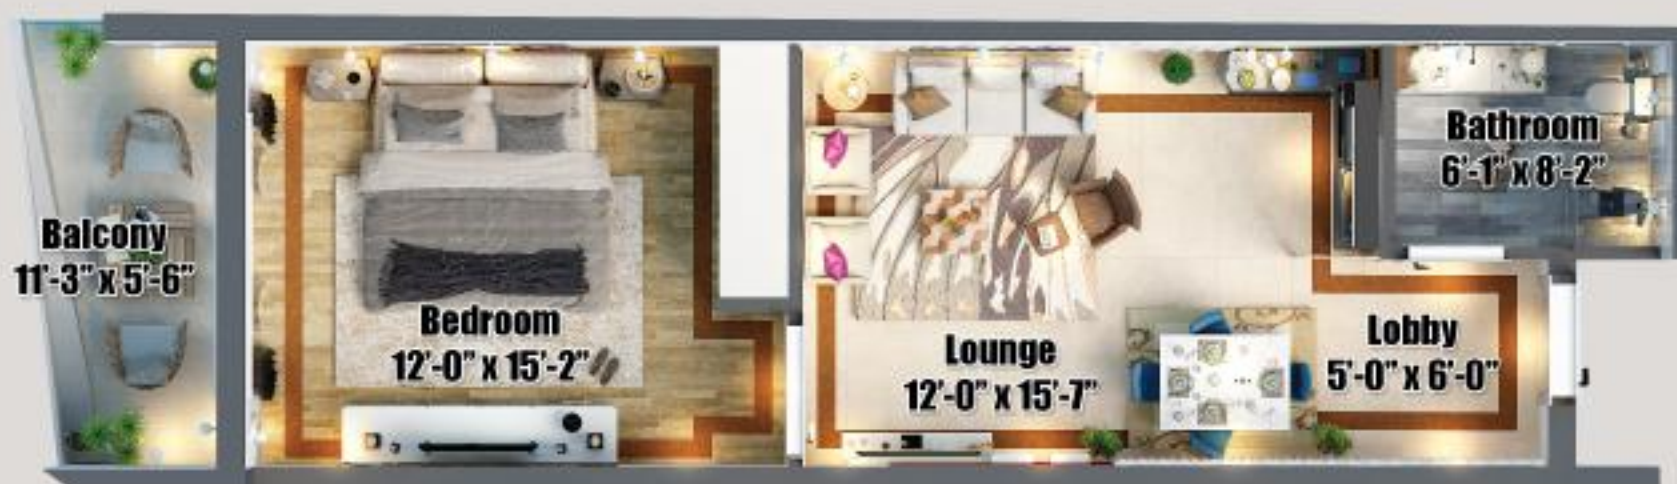 Balcony
11'-3" x 5'-6"
Bedroom
12'-0" x 15'-2"
Lounge
12'-0" x 15'-7"
Lobby
5'-0" x 6'-0"
Bathroom
6'-1" x 8'-2"